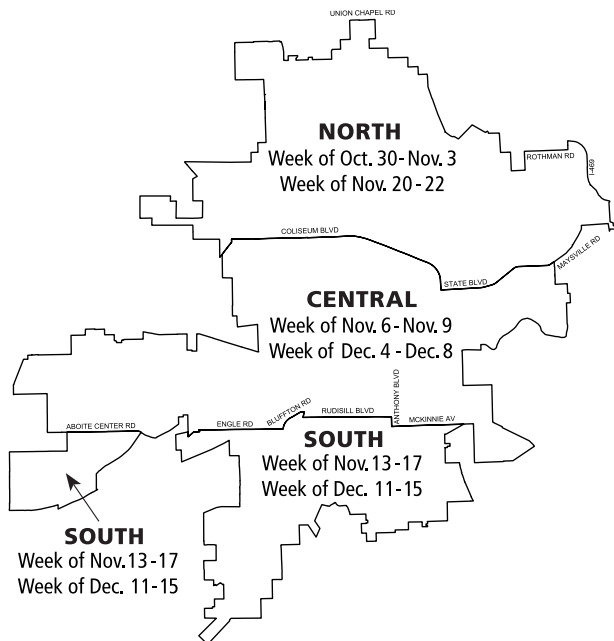 UNION CHAPEL RD
NORTH
Week of Oct. 30 - Nov. 3
Week of Nov. 20 - 22
ROTHMAN RD
I-469
COLISEUM BLVD
MAYSVILLE RD
STATE BLVD
CENTRAL
Week of Nov. 6 - Nov. 9
Week of Dec. 4 - Dec. 8
ABOITE CENTER RD
ENGLE RD
BLUFFTON RD
RUDISILL BLVD
ANTHONY BLVD
MCKINNIE AV
SOUTH
Week of Nov. 13 - 17
Week of Dec. 11 - 15
SOUTH
Week of Nov. 13 - 17
Week of Dec. 11 - 15